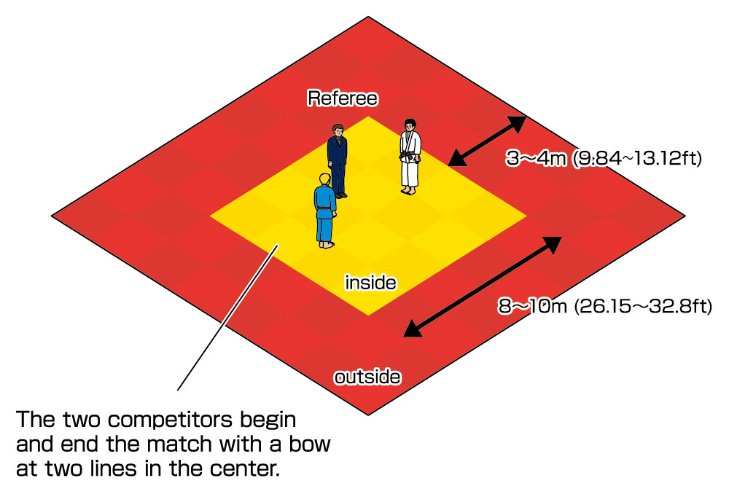 Referee
3～4m (9.84~13.12ft)
inside
8～10m (26.15～32.8ft)
outside
The two competitors begin
and end the match with a bow
at two lines in the center.